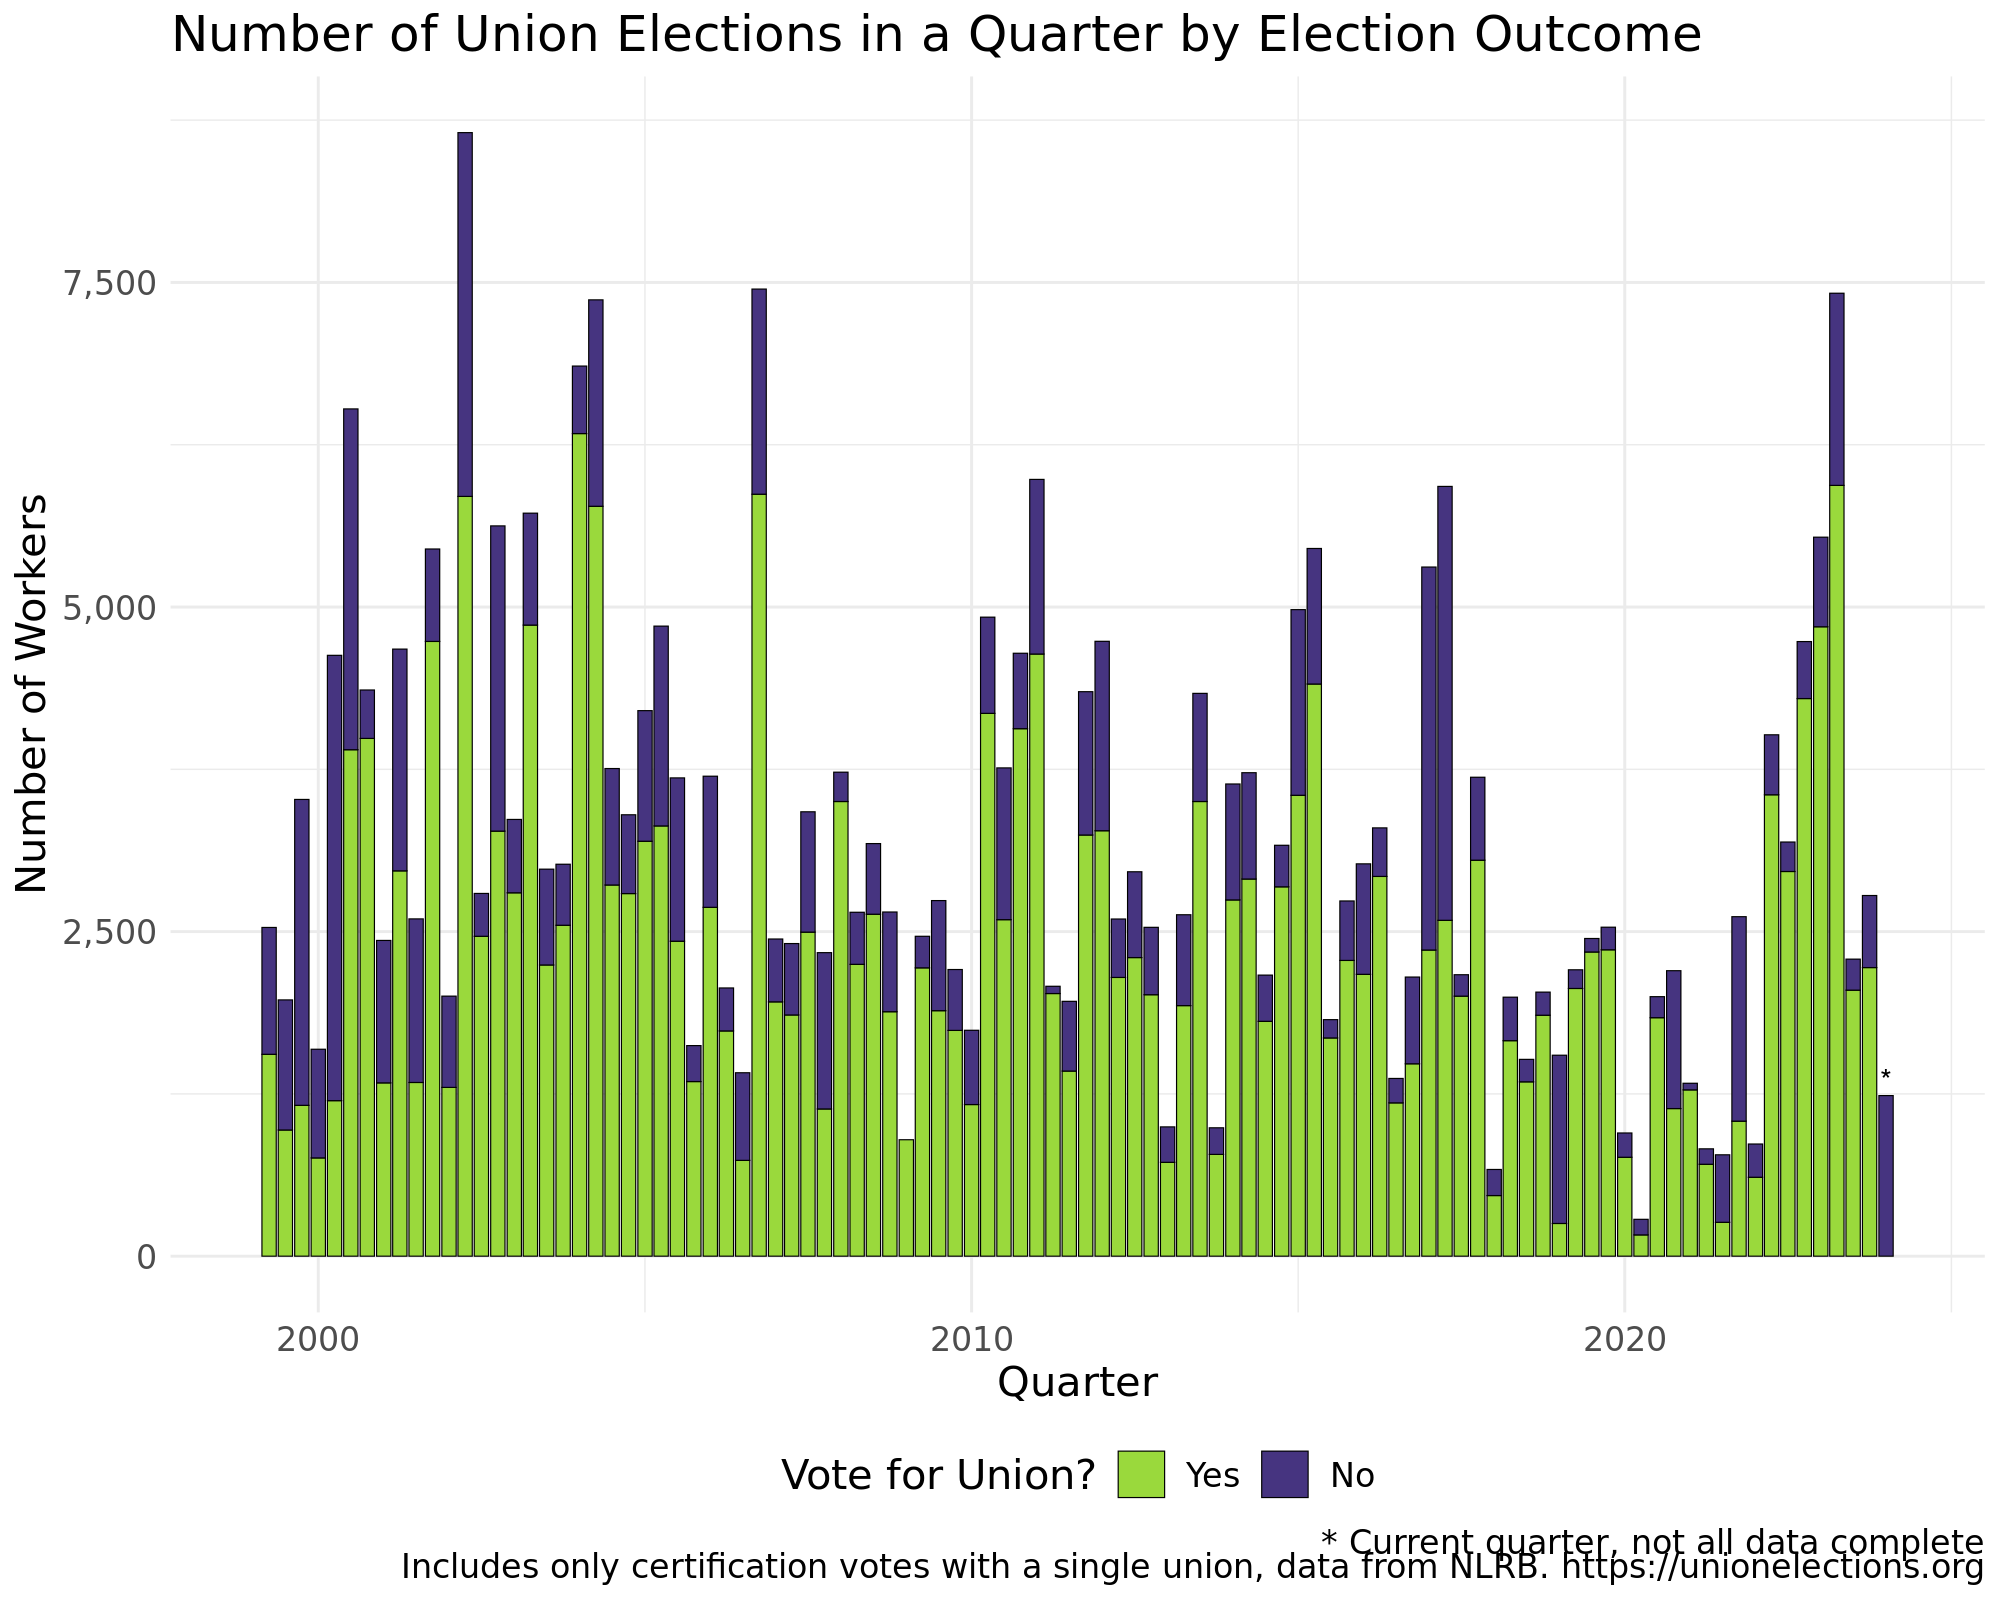 Number of Union Elections in a Quarter by Election Outcome
7,500
5,000
2,500
0
Number of Workers
*
2000
2010
2020
Quarter
Vote for Union?
Yes
No
* Current quarter, not all data complete
Includes only certification votes with a single union, data from NLRB. https://unionelections.org